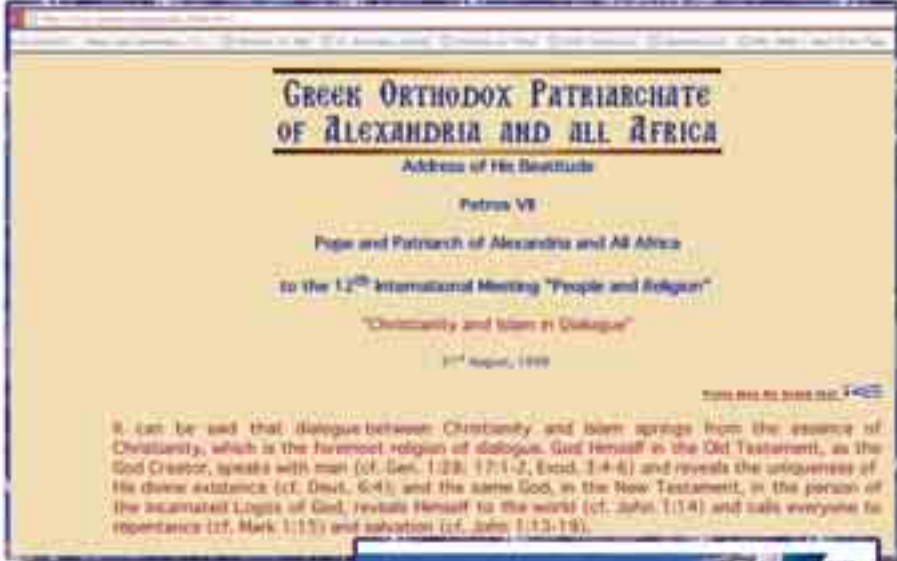 GREEK ORTHODOX PATRIARCHATE
OF ALEXANDRIA AND ALL AFRICA
Address of His Beatitude
Petros VII
Pope and Patriarch of Alexandria and All Africa
to the 12th International Meeting "People and Religion"
"Christianity and Islam in Dialogue"
31st August, 1998
It can be said that dialogue between Christianity and Islam springs from the essence of
Christianity, which is the foremost religion of dialogue. God Himself in the Old Testament, as the
God Creator, speaks with man (cf. Gen. 1:28; 17:1-2, Exod. 3:4-6) and reveals the uniqueness of
His divine existence (cf. Deut. 6:4); and the same God, in the New Testament, in the person of
the incarnated Logos of God, reveals Himself to the world (cf. John 1:14) and calls everyone to
repentance (cf. Mark 1:15) and salvation (cf. John 1:13-18).